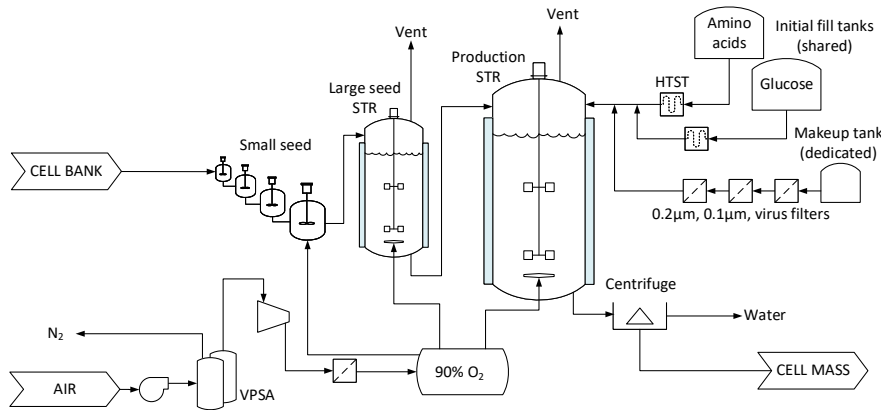 Vent
Production
STR
Vent
Amino
acids
Initial fill tanks
(shared)
Large seed
STR
HTST
Glucose
Small seed
Makeup tank
(dedicated)
CELL BANK
0.2µm, 0.1µm, virus filters
Centrifuge
Water
N₂
90% O₂
CELL MASS
AIR
VPSA